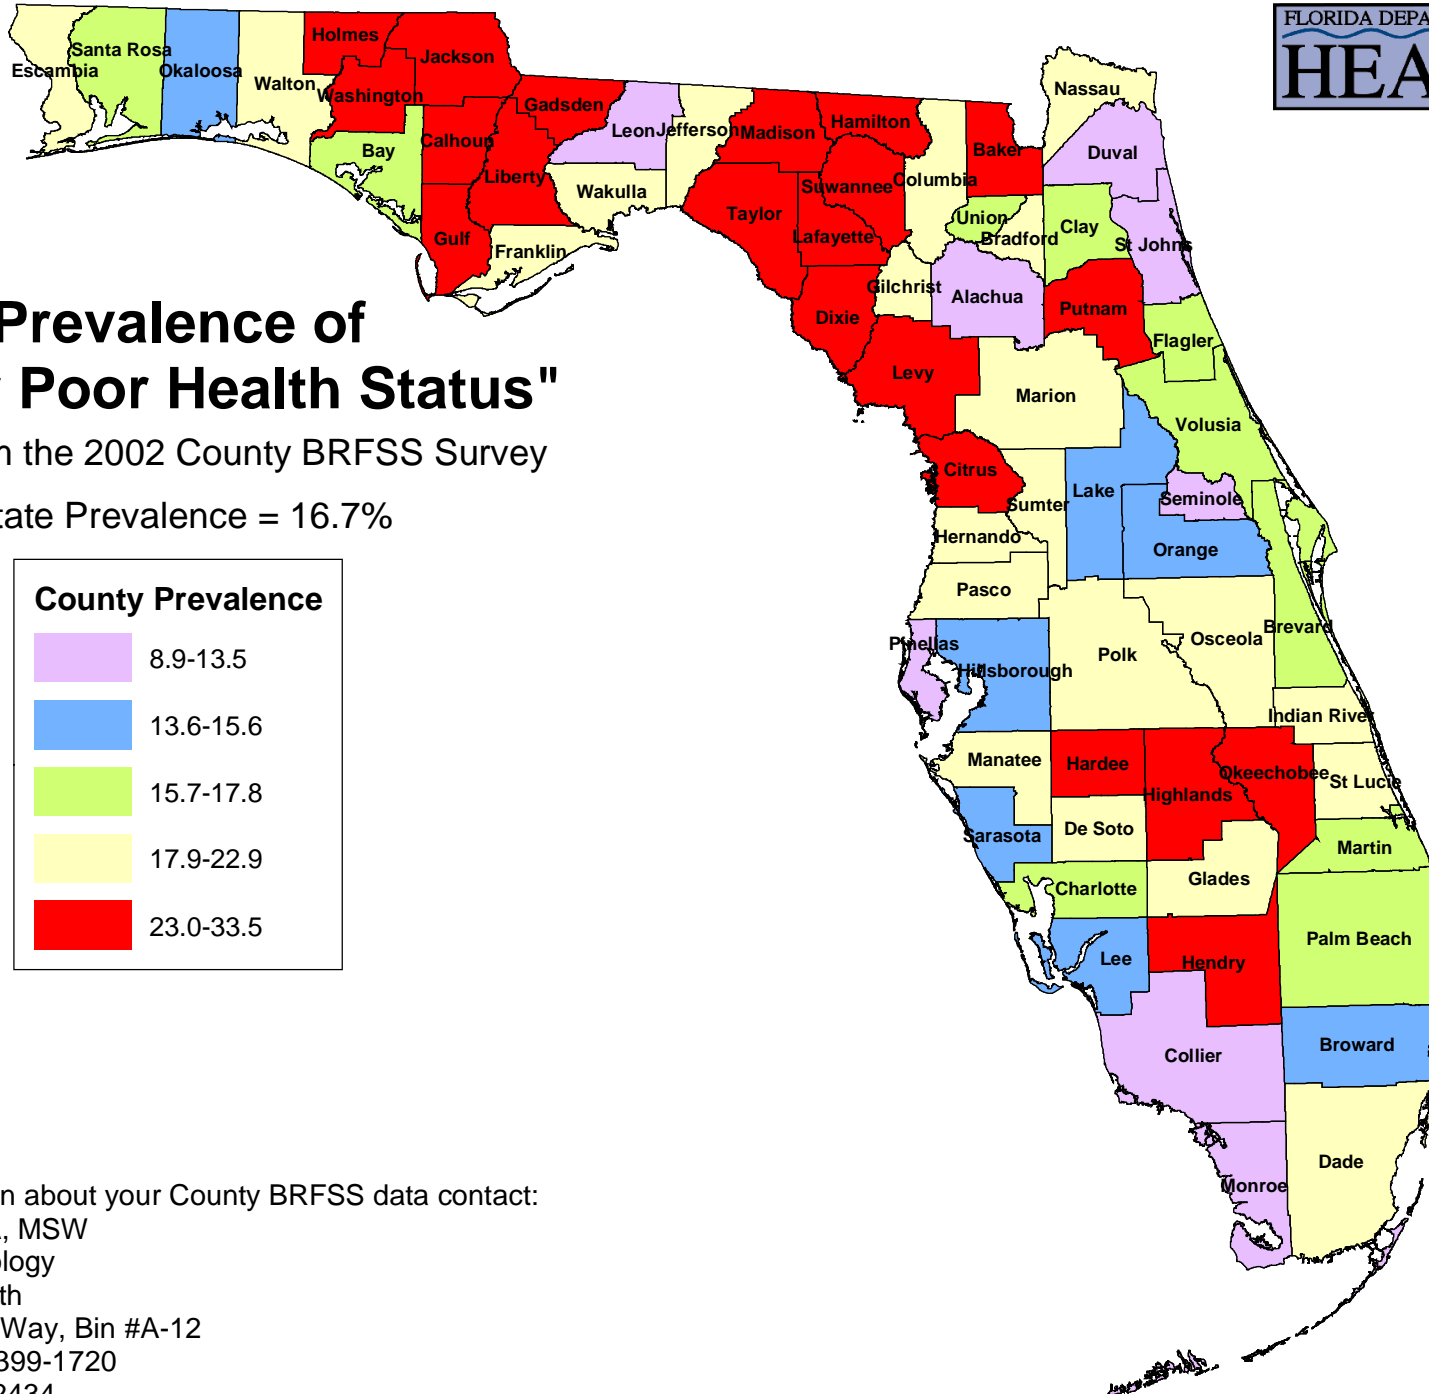 FLORIDA DEPA
HEA
Holmes
Jackson
Santa Rosa
Escambia
Okaloosa
Walton
Washington
Nassau
Gadsden
Leon
Jefferson
Madison
Hamilton
Calhoun
Bay
Baker
Duval
Liberty
Wakulla
Suwannee
Columbia
Taylor
Union
Clay
Bradford
St Johns
Lafayette
Gulf
Franklin
Gilchrist
Alachua
Putnam
Dixie
Flagler
Prevalence of
Poor Health Status"
Levy
Marion
Volusia
n the 2002 County BRFSS Survey
Citrus
Lake
Seminole
tate Prevalence = 16.7%
Sumter
Hernando
Orange
Pasco
County Prevalence
8.9-13.5
13.6-15.6
15.7-17.8
17.9-22.9
23.0-33.5
Pinellas
Hillsborough
Polk
Osceola
Brevard
Indian River
Manatee
Hardee
Highlands
Okeechobee
St Lucie
Sarasota
De Soto
Martin
Charlotte
Glades
Palm Beach
Lee
Hendry
Collier
Broward
Dade
Monroe
n about your County BRFSS data contact:
, MSW
ology
th
Way, Bin #A-12
399-1720
2434